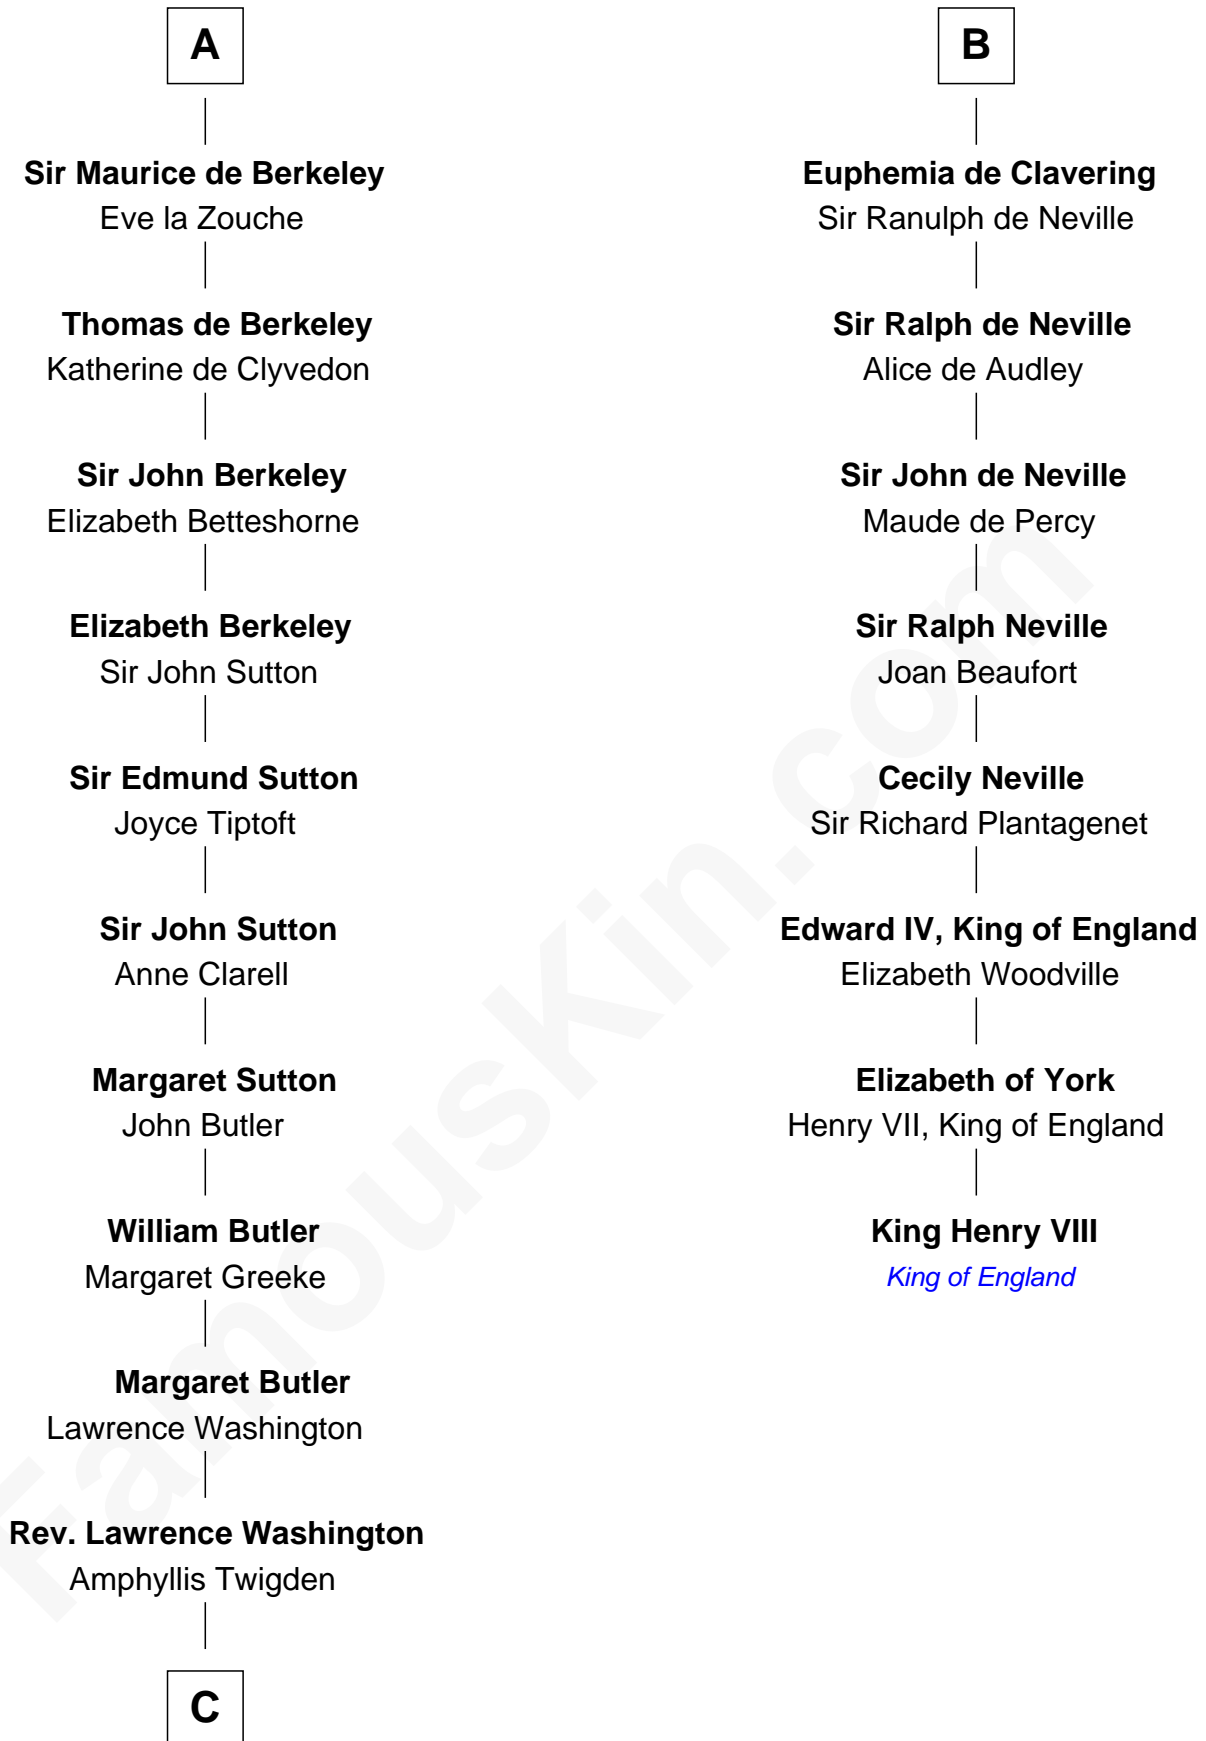 A
Sir Maurice de Berkeley
Eve la Zouche
Thomas de Berkeley
Katherine de Clyvedon
Sir John Berkeley
Elizabeth Betteshorne
Elizabeth Berkeley
Sir John Sutton
Sir Edmund Sutton
Joyce Tiptoft
Sir John Sutton
Anne Clarell
Margaret Sutton
John Butler
William Butler
Margaret Greeke
Margaret Butler
Lawrence Washington
Rev. Lawrence Washington
Amphyllis Twigden
C
B
Euphemia de Clavering
Sir Ranulph de Neville
Sir Ralph de Neville
Alice de Audley
Sir John de Neville
Maude de Percy
Sir Ralph Neville
Joan Beaufort
Cecily Neville
Sir Richard Plantagenet
Edward IV, King of England
Elizabeth Woodville
Elizabeth of York
Henry VII, King of England
King Henry VIII
King of England
FamousKin.com